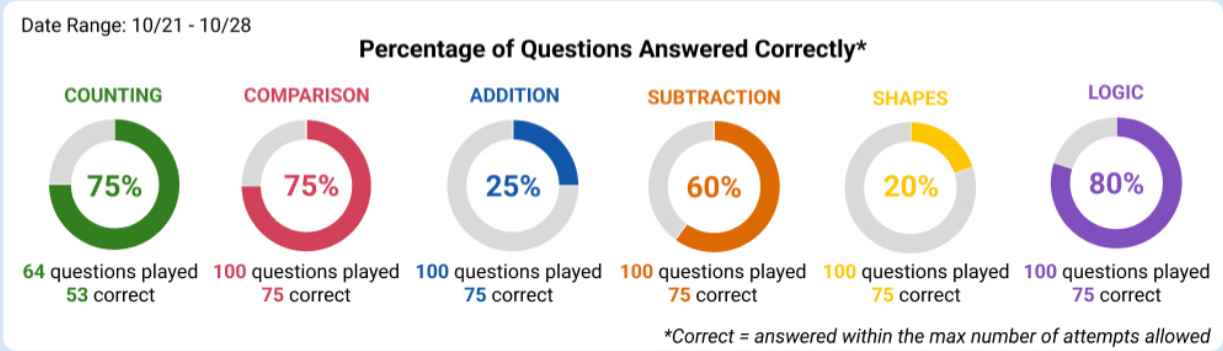 Date Range: 10/21 - 10/28
Percentage of Questions Answered Correctly*
COUNTING
75%
64 questions played
53 correct
COMPARISON
75%
100 questions played
75 correct
ADDITION
25%
100 questions played
75 correct
SUBTRACTION
60%
100 questions played
75 correct
SHAPES
20%
100 questions played
75 correct
LOGIC
80%
100 questions played
75 correct
*Correct = answered within the max number of attempts allowed